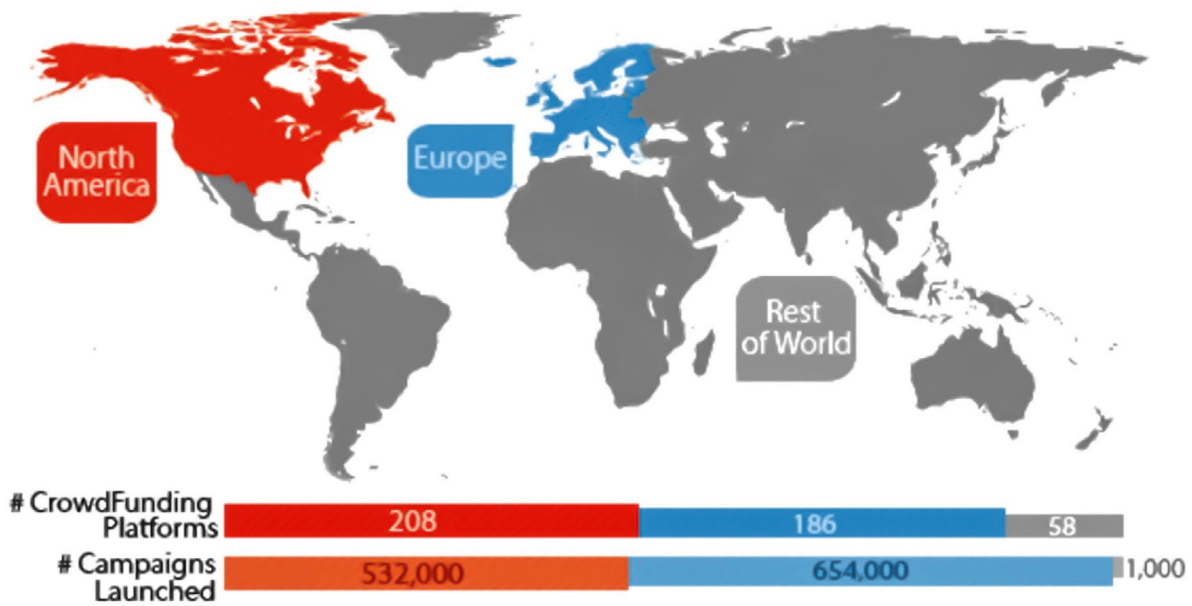 North
America
Europe
Rest
of World
# CrowdFunding
Platforms
208
186
58
# Campaigns
Launched
532,000
654,000
1,000